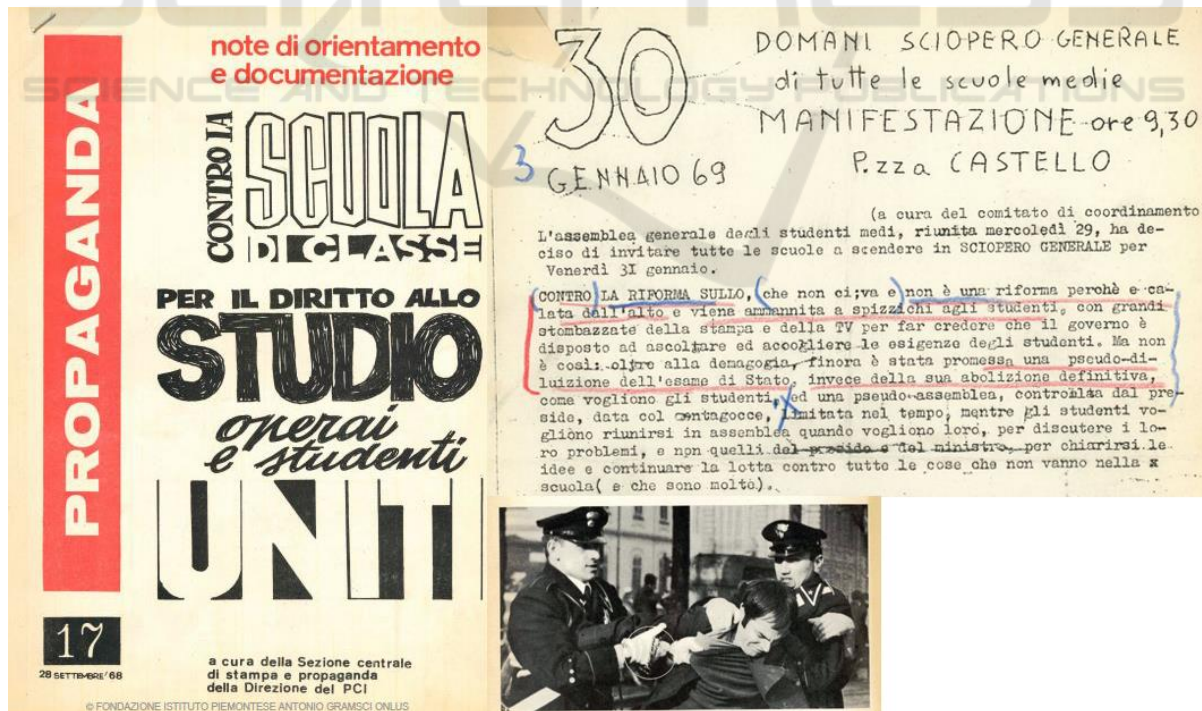 note di orientamento
e documentazione
PROPAGANDA
CONTRO LA
SCUOLA
DI CLASSE
PER IL DIRITTO ALLO
STUDIO
operai
e studenti
UNITI
17
28 SETTEMBRE '68
a cura della Sezione centrale
di stampa e propaganda
della Direzione del PCI
© FONDAZIONE ISTITUTO PIEMONTESE ANTONIO GRAMSCI ONLUS
SCIENCE AND TECHNOLOGY PUBLICATIONS
30
3
GENNAIO 69
DOMANI SCIOPERO GENERALE
di tutte le scuole medie
MANIFESTAZIONE ore 9,30
P.zza CASTELLO
(a cura del comitato di coordinamento
L'assemblea generale degli studenti medi, riunita mercoledì 29, ha de-
ciso di invitare tutte le scuole a scendere in SCIOPERO GENERALE per
Venerdì 3I gennaio.
CONTRO LA RIFORMA SULLO, (che non ci;va e) non è una riforma perchè e ca-
lata dall'alto e viena ammannita a spizzichi agli studenti, con grandi
stombazzate della stampa e della TV per far credere che il governo è
disposto ad ascoltare ed accogliere le esigenze degli studenti. Ma non
è così: oltre alla demagogia, finora è stata promessa una pseudo-di-
luizione dell'esame di Stato, invece della sua abolizione definitiva,
come vogliono gli studenti, ed una pseudo-assemblea, controlata dal pre-
side, data col contagocce, limitata nel tempo, mentre gli studenti vo-
gliono riunirsi in assemblea quando vogliono loro, per discutere i lo-
ro problemi, e npn quelli del preside e del ministro, per chiarirsi le
idee e continuare la lotta contro tutte le cose che non vanno nella x
scuola( e che sono molte).